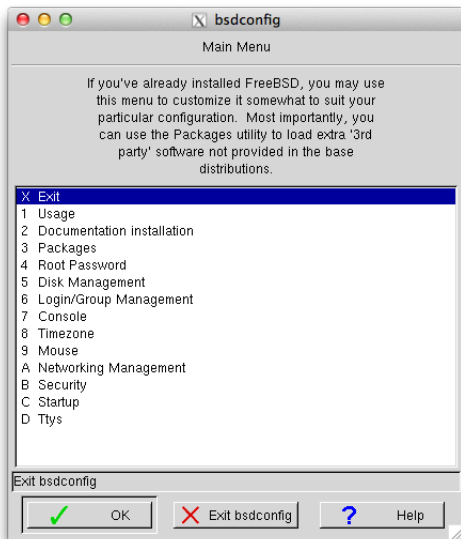 X bsdconfig
Main Menu
If you've already installed FreeBSD, you may use
this menu to customize it somewhat to suit your
particular configuration. Most importantly, you
can use the Packages utility to load extra '3rd
party' software not provided in the base
distributions.
X Exit
1 Usage
2 Documentation installation
3 Packages
4 Root Password
5 Disk Management
6 Login/Group Management
7 Console
8 Timezone
9 Mouse
A Networking Management
B Security
C Startup
D Ttys
Exit bsdconfig
OK
Exit bsdconfig
? Help